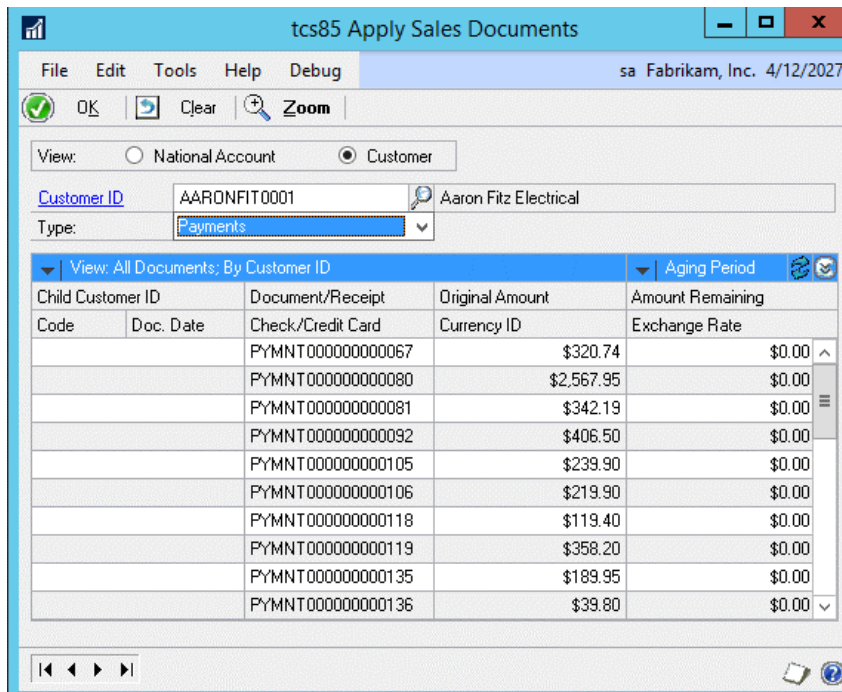 tcs85 Apply Sales Documents
File Edit Tools Help Debug sa Fabrikam, Inc. 4/12/2027
OK Clear Zoom
View: National Account Customer
Customer ID AARONFIT0001 Aaron Fitz Electrical
Type: Payments
View: All Documents; By Customer ID Aging Period
Child Customer ID Document/Receipt Original Amount Amount Remaining
Code Doc. Date Check/Credit Card Currency ID Exchange Rate
PYMNT000000000067 $320.74 $0.00
PYMNT000000000080 $2,567.95 $0.00
PYMNT000000000081 $342.19 $0.00
PYMNT000000000092 $406.50 $0.00
PYMNT000000000105 $239.90 $0.00
PYMNT000000000106 $219.90 $0.00
PYMNT000000000118 $119.40 $0.00
PYMNT000000000119 $358.20 $0.00
PYMNT000000000135 $189.95 $0.00
PYMNT000000000136 $39.80 $0.00